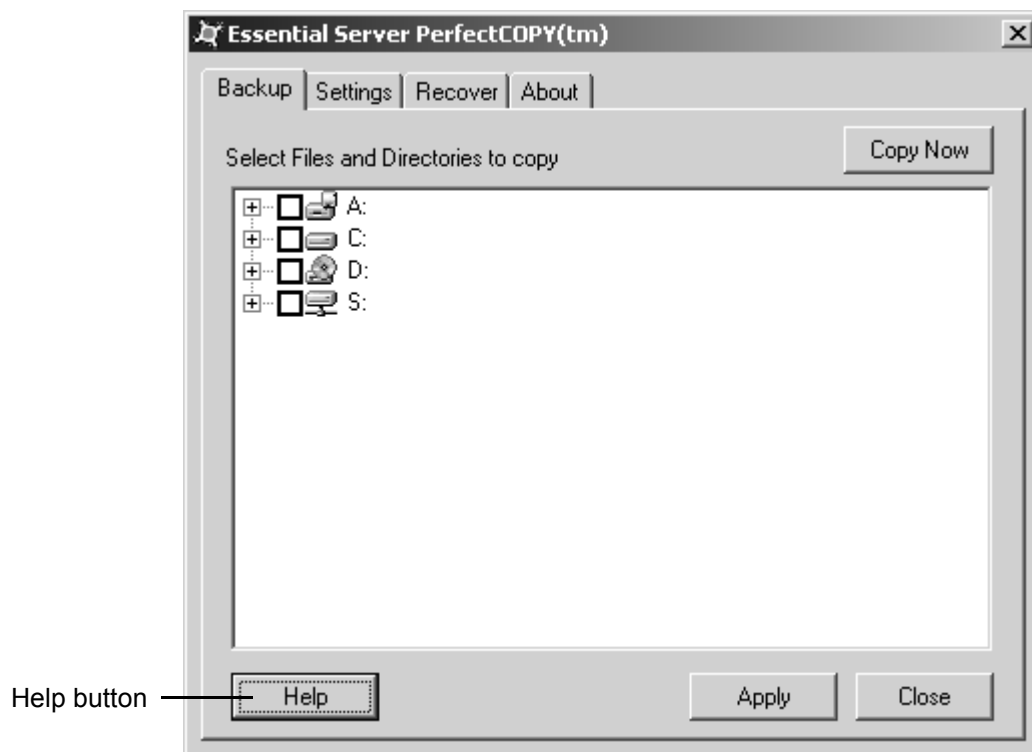 Essential Server PerfectCOPY(tm)
Backup Settings Recover About
Select Files and Directories to copy
Copy Now
A:
C:
D:
S:
Help button
Help Apply Close